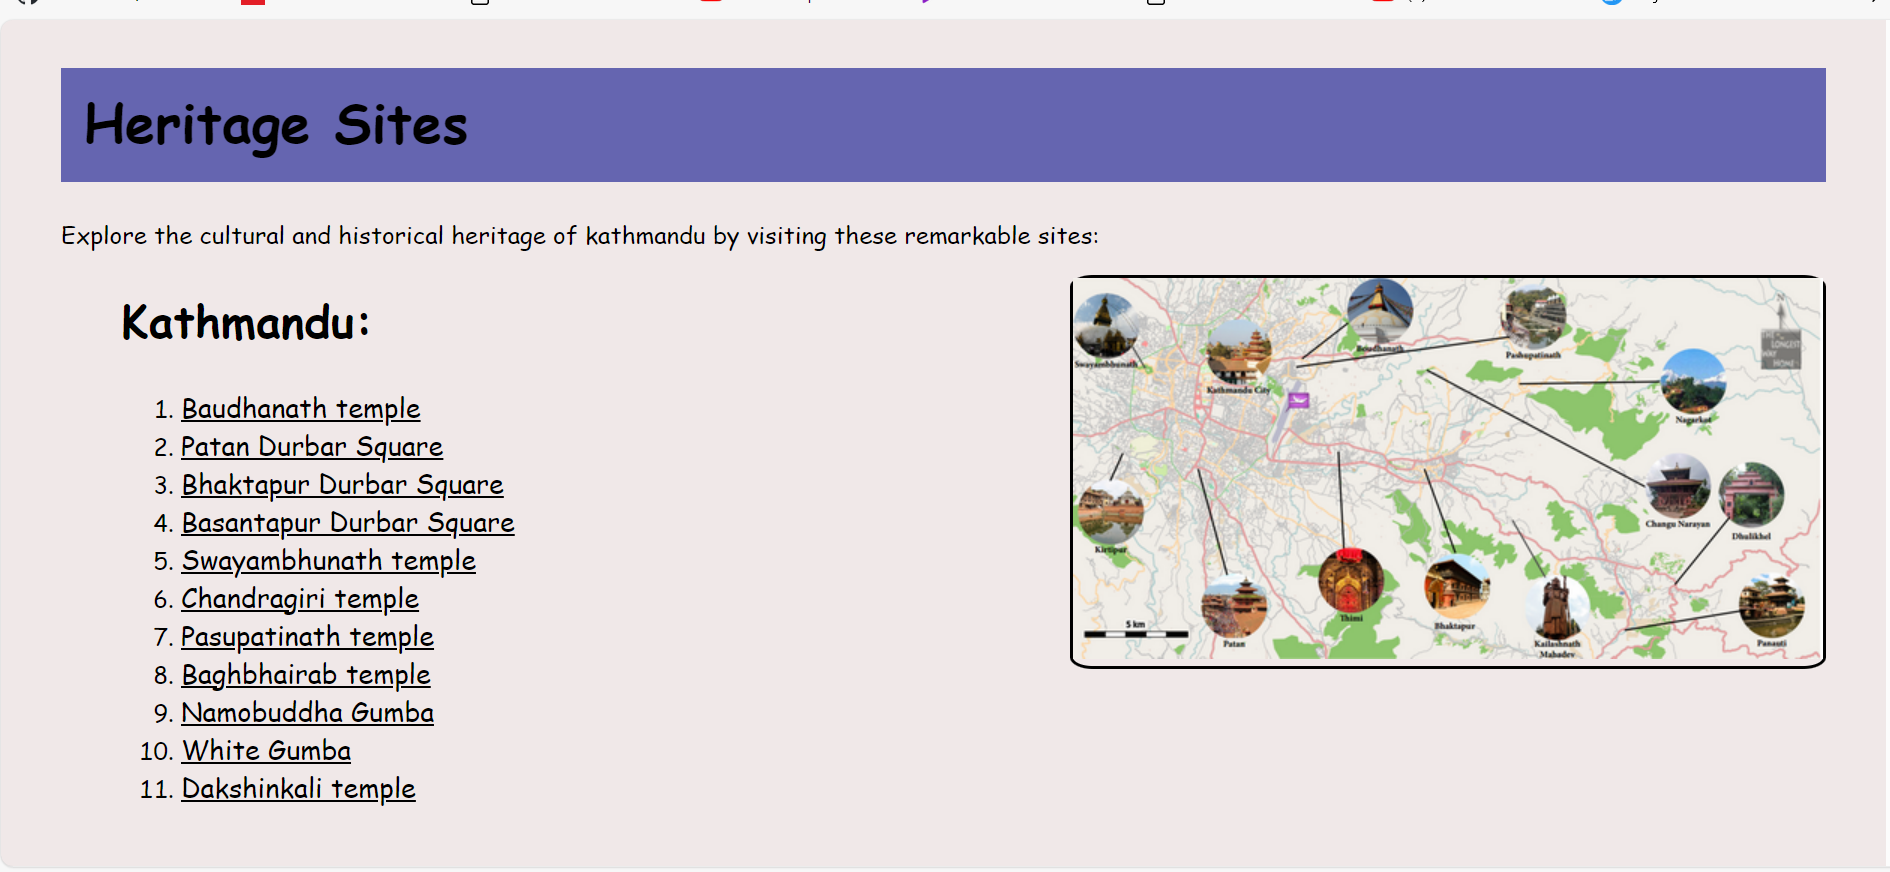 Heritage Sites
Explore the cultural and historical heritage of kathmandu by visiting these remarkable sites:
Kathmandu:
1. Baudhanath temple
2. Patan Durbar Square
3. Bhaktapur Durbar Square
4. Basantapur Durbar Square
5. Swayambhunath temple
6. Chandragiri temple
7. Pasupatinath temple
8. Baghbhairab temple
9. Namobuddha Gumba
10. White Gumba
11. Dakshinkali temple
Swayambhunath
Kathmandu City
Boudhanath
Pashupatinath
N
LONGEST
WAY
HOME
Nagarkot
Changu Narayan
Dhulikhel
Kirtipur
5 km
Patan
Thimi
Bhaktapur
Kailashnath
Mahadev
Panauti